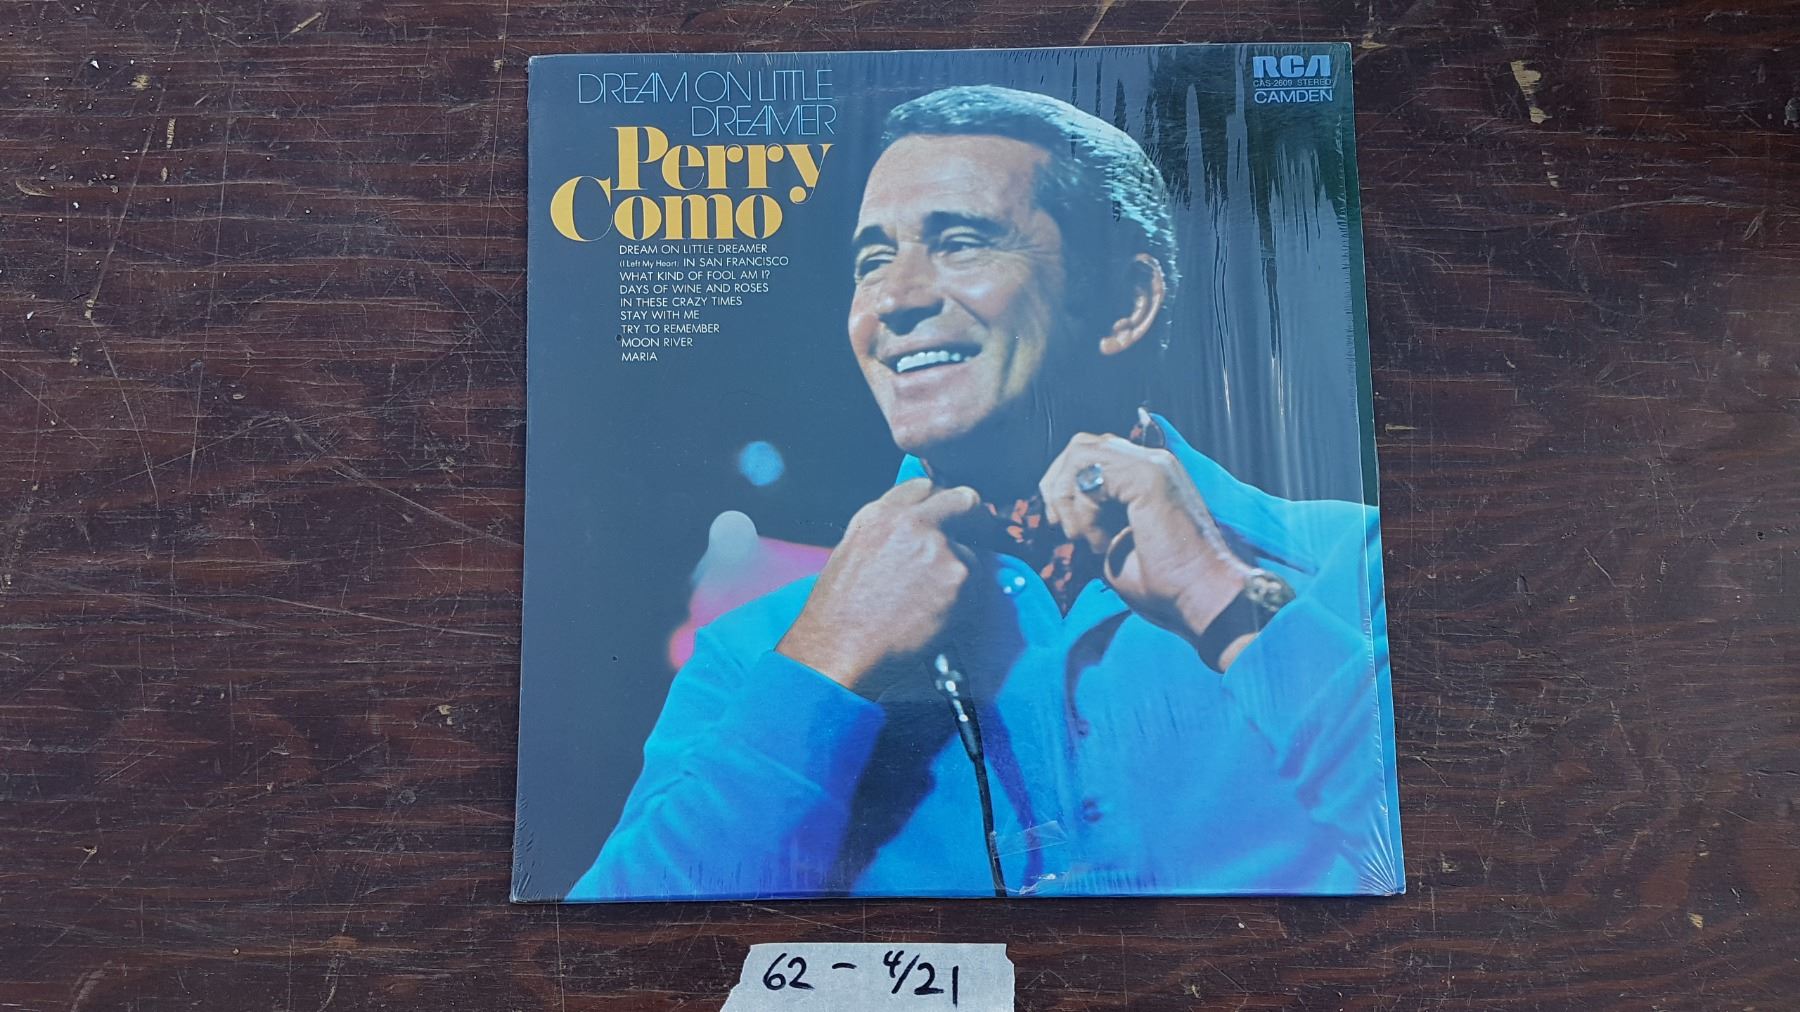 DREAM ON LITTLE
DREAMER
Perry
Como
DREAM ON LITTLE DREAMER
(I Left My Heart) IN SAN FRANCISCO
WHAT KIND OF FOOL AM I?
DAYS OF WINE AND ROSES
IN THESE CRAZY TIMES
STAY WITH ME
TRY TO REMEMBER
MOON RIVER
MARIA
RCA
CAS-2609 STEREO
CAMDEN
62 - 4/21